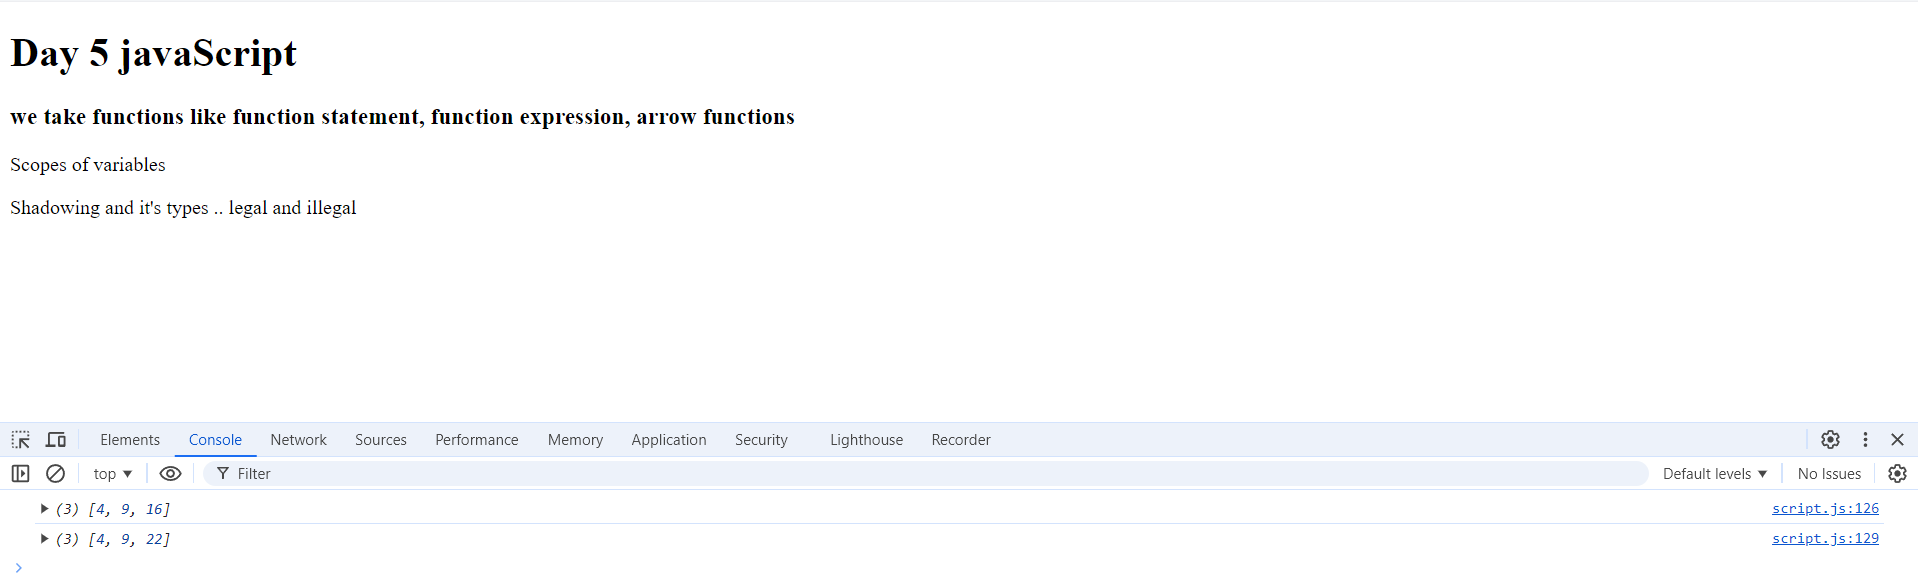 Day 5 javaScript
we take functions like function statement, function expression, arrow functions
Scopes of variables
Shadowing and it's types .. legal and illegal
Elements Console Network Sources Performance Memory Application Security Lighthouse Recorder
top Filter Default levels No Issues
(3) [4, 9, 16] script.js:126
(3) [4, 9, 22] script.js:129